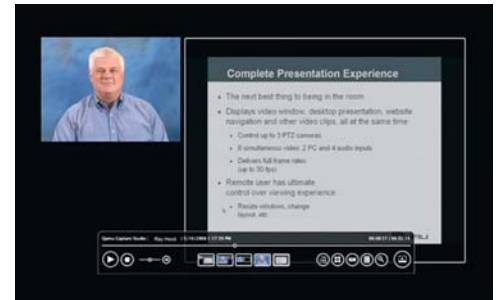 Complete Presentation Experience
• The next best thing to being in the room
• Displays video window, desktop presentation, website
navigation and other video clips, all at the same time
• Control up to 3 PTZ cameras
• 6 simultaneous video, 2 PC and 4 audio inputs
• Delivers full frame rates
(up to 30 fps)
• Remote user has ultimate
control over viewing experience
• Resize windows, change
layout, etc.
Capture Studio